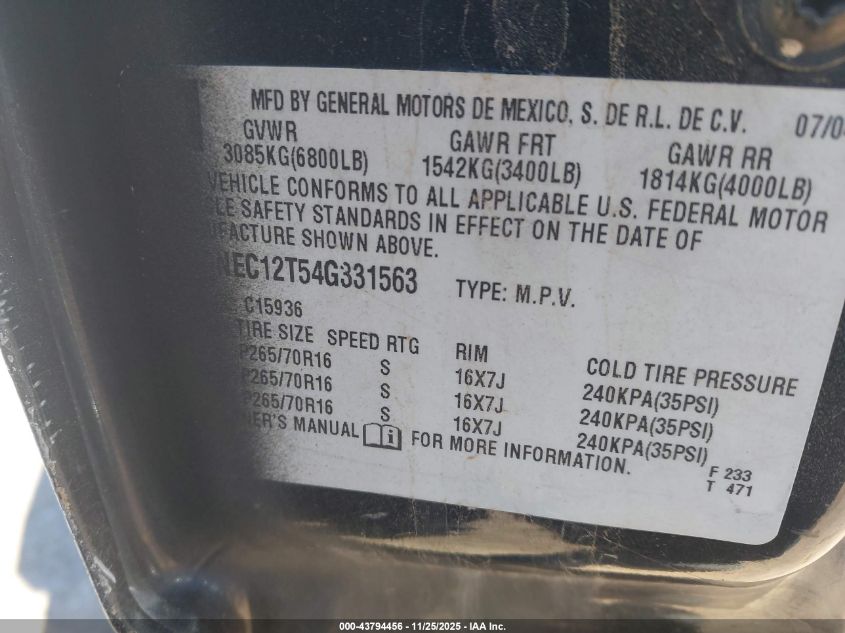 MFD BY GENERAL MOTORS DE MEXICO, S. DE R.L. DE C.V. 07/0
GVWR GAWR FRT GAWR RR
3085KG(6800LB) 1542KG(3400LB) 1814KG(4000LB)
VEHICLE CONFORMS TO ALL APPLICABLE U.S. FEDERAL MOTOR
LE SAFETY STANDARDS IN EFFECT ON THE DATE OF
FACTURE SHOWN ABOVE.
NEC12T54G331563 TYPE: M.P.V.
C15936
TIRE SIZE SPEED RTG RIM COLD TIRE PRESSURE
P265/70R16 S 16X7J 240KPA(35PSI)
P265/70R16 S 16X7J 240KPA(35PSI)
P265/70R16 S 16X7J 240KPA(35PSI)
ER'S MANUAL i FOR MORE INFORMATION.
F 233
T 471
000-43794456 - 11/25/2025 - IAA Inc.